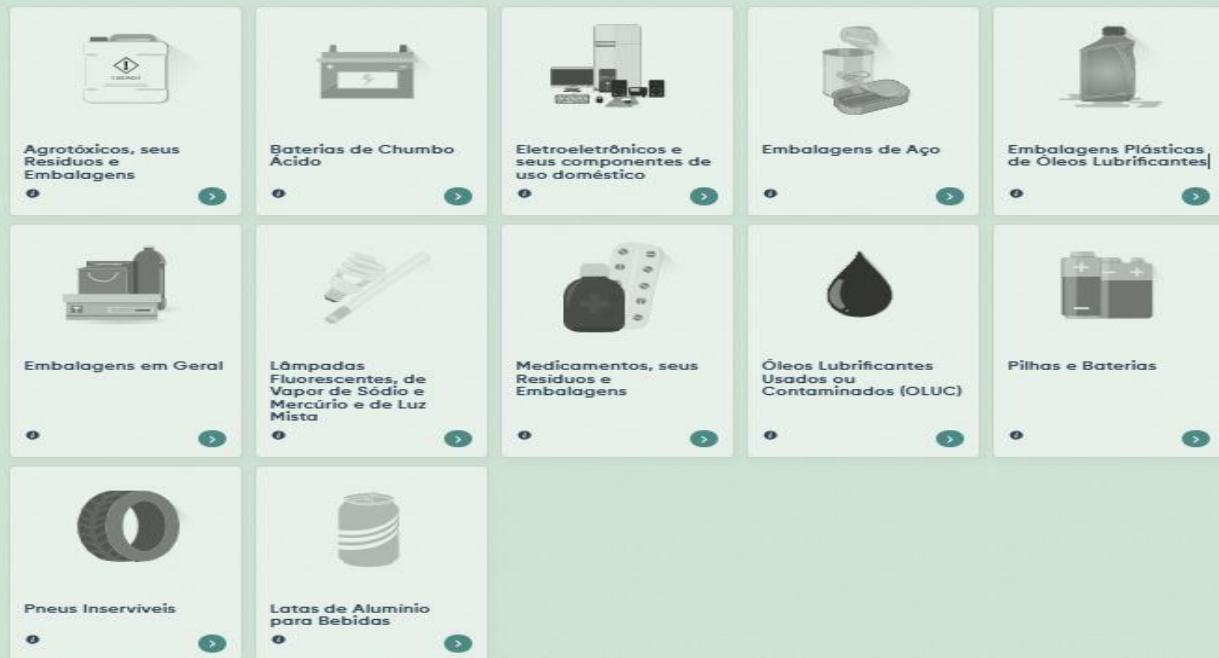 Agrotóxicos, seus
Resíduos e
Embalagens
Baterias de Chumbo
Ácido
Eletroeletrônicos e
seus componentes de
uso doméstico
Embalagens de Aço
Embalagens Plásticas
de Óleos Lubrificantes
Embalagens em Geral
Lâmpadas
Fluorescentes, de
Vapor de Sódio e
Mercúrio e de Luz
Mista
Medicamentos, seus
Resíduos e
Embalagens
Óleos Lubrificantes
Usados ou
Contaminados (OLUC)
Pilhas e Baterias
Pneus Inservíveis
Latas de Alumínio
para Bebidas